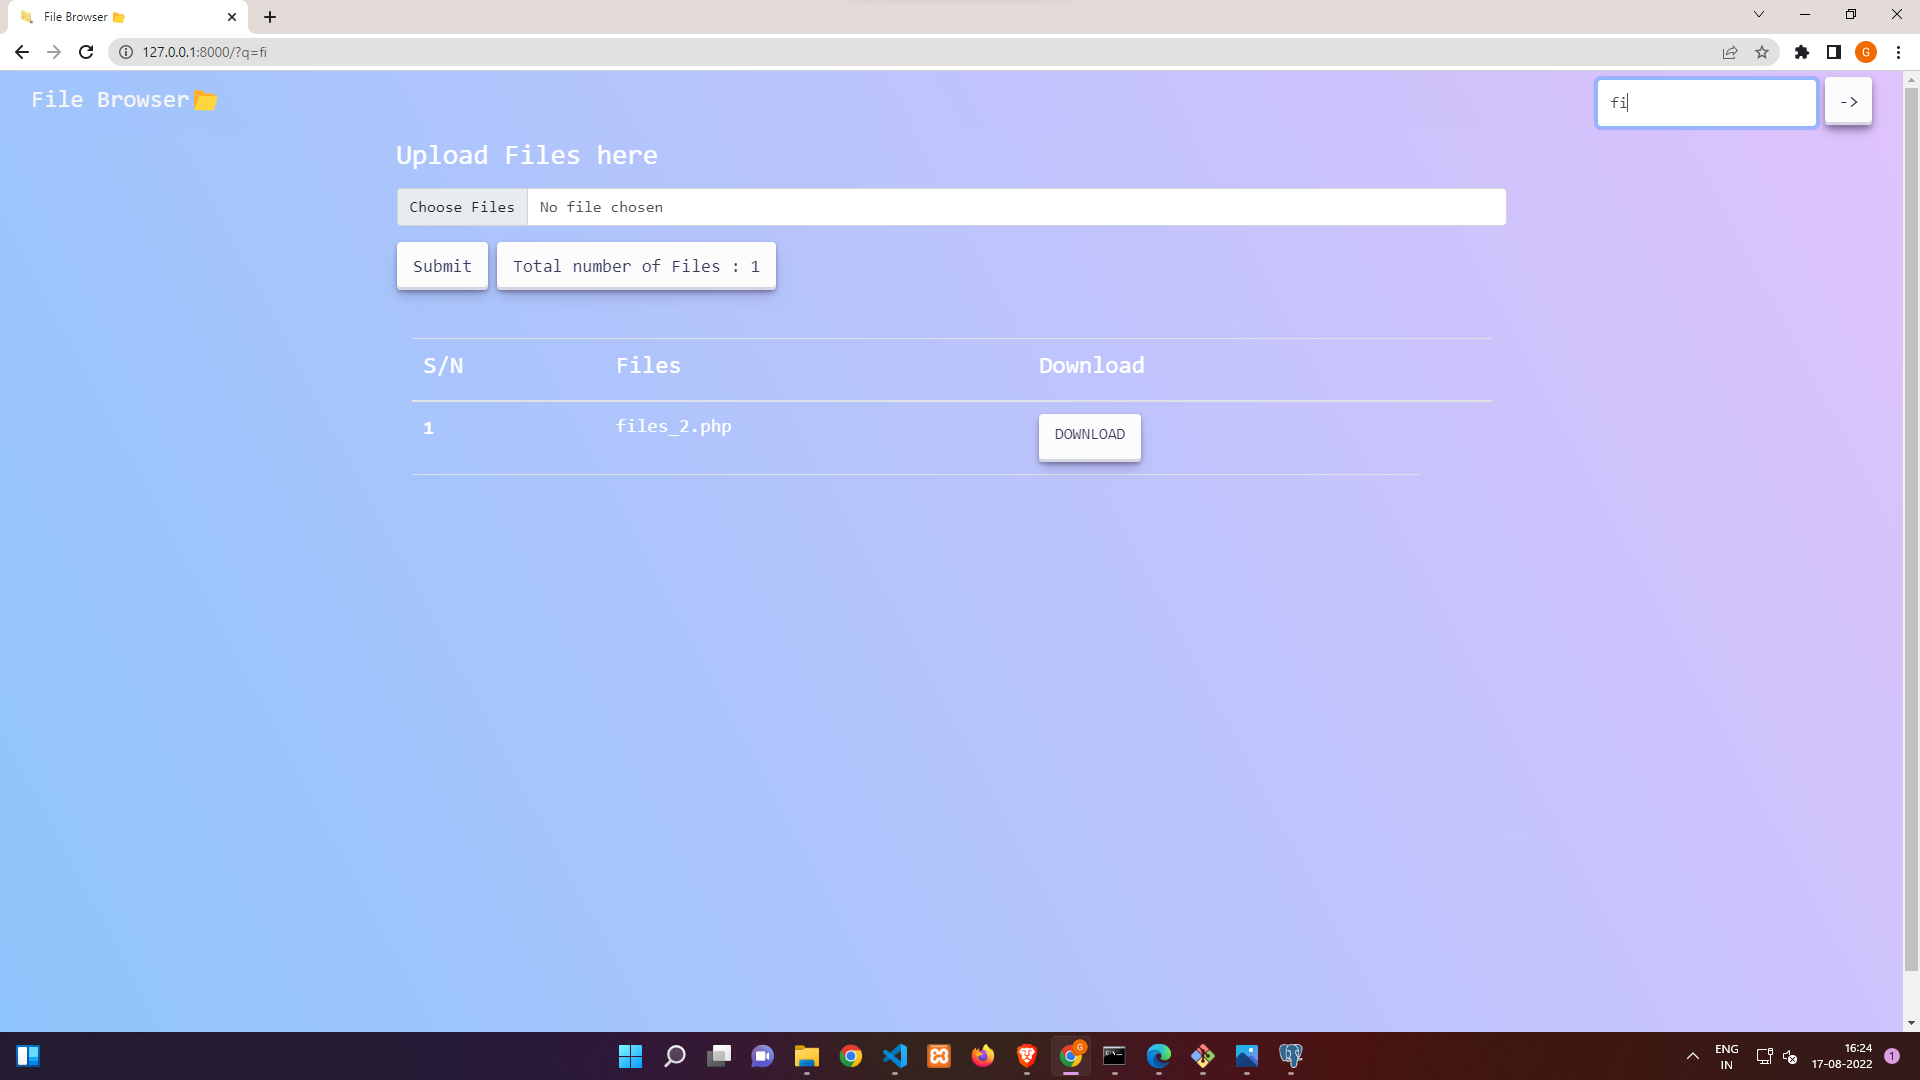 File Browser
127.0.0.1:8000/?q=fi
G
File Browser
fi
->
Upload Files here
Choose Files No file chosen
Submit
Total number of Files : 1
S/N Files Download
1 files_2.php DOWNLOAD
G
ENG
IN
16:24
17-08-2022
1